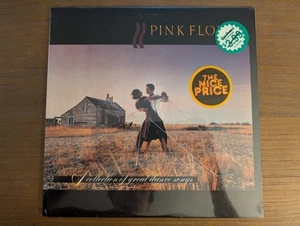 PINK FLO
THE
NICE
PRICE
A collection of great dance songs